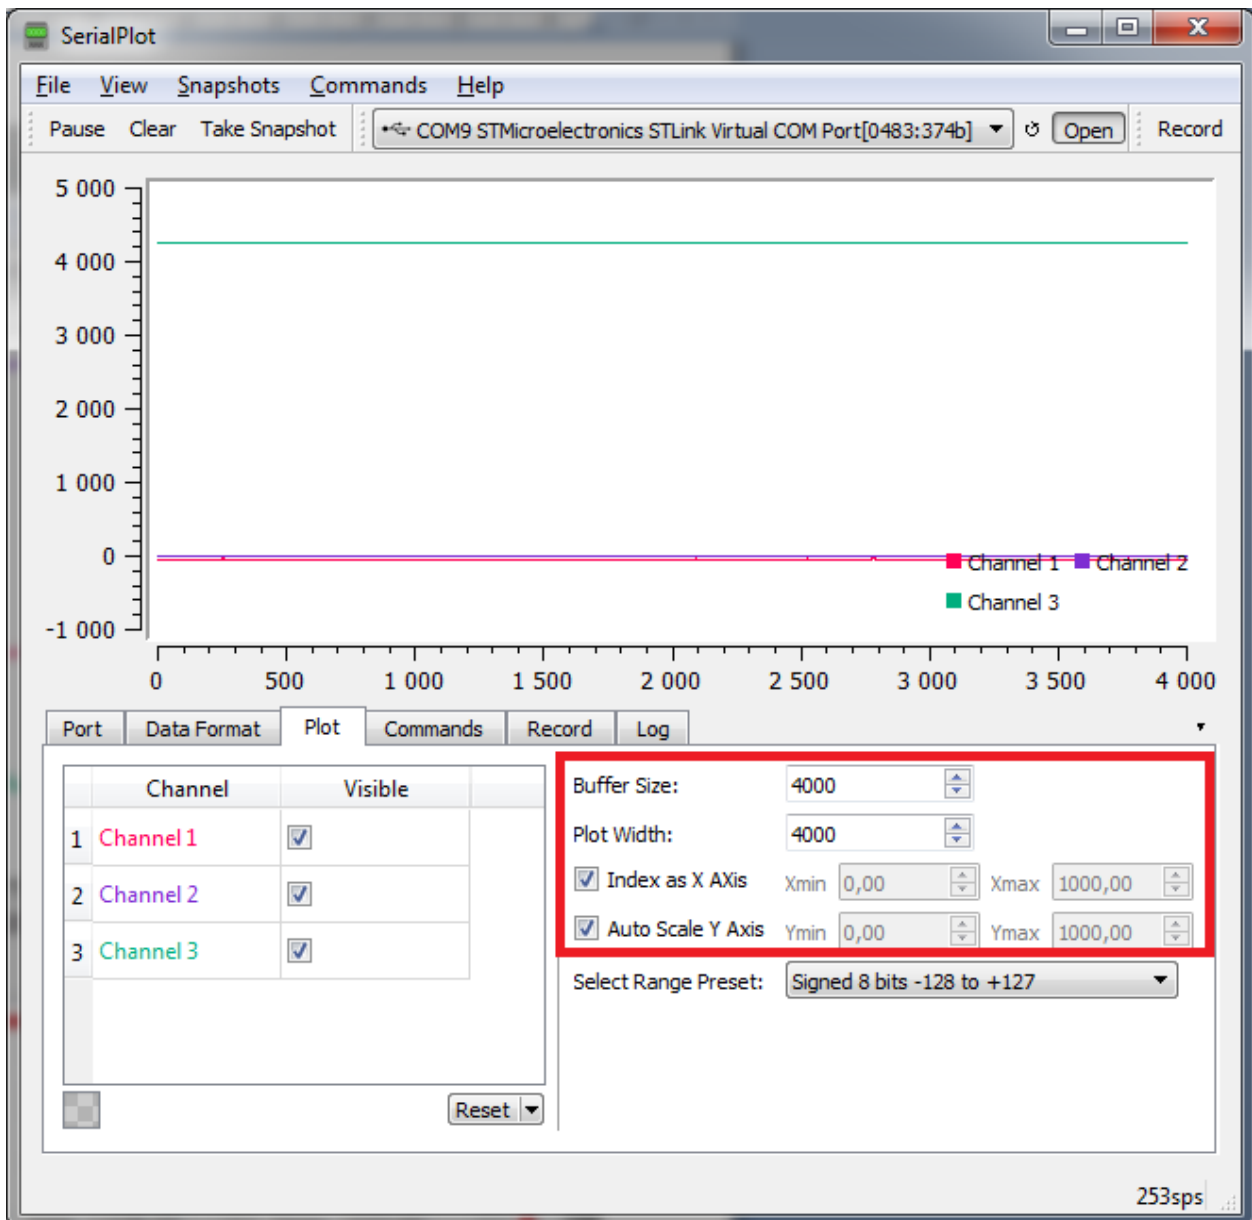 SerialPlot
File View Snapshots Commands Help
Pause Clear Take Snapshot COM9 STMicroelectronics STLink Virtual COM Port[0483:374b] Open Record
5 000
4 000
3 000
2 000
1 000
0
Channel 1 Channel 2
Channel 3
-1 000
0 500 1 000 1 500 2 000 2 500 3 000 3 500 4 000
Port Data Format Plot Commands Record Log
Channel Visible
1 Channel 1
2 Channel 2
3 Channel 3
Reset
Buffer Size: 4000
Plot Width: 4000
Index as X AXis Xmin 0,00 Xmax 1000,00
Auto Scale Y Axis Ymin 0,00 Ymax 1000,00
Select Range Preset: Signed 8 bits -128 to +127
253sps